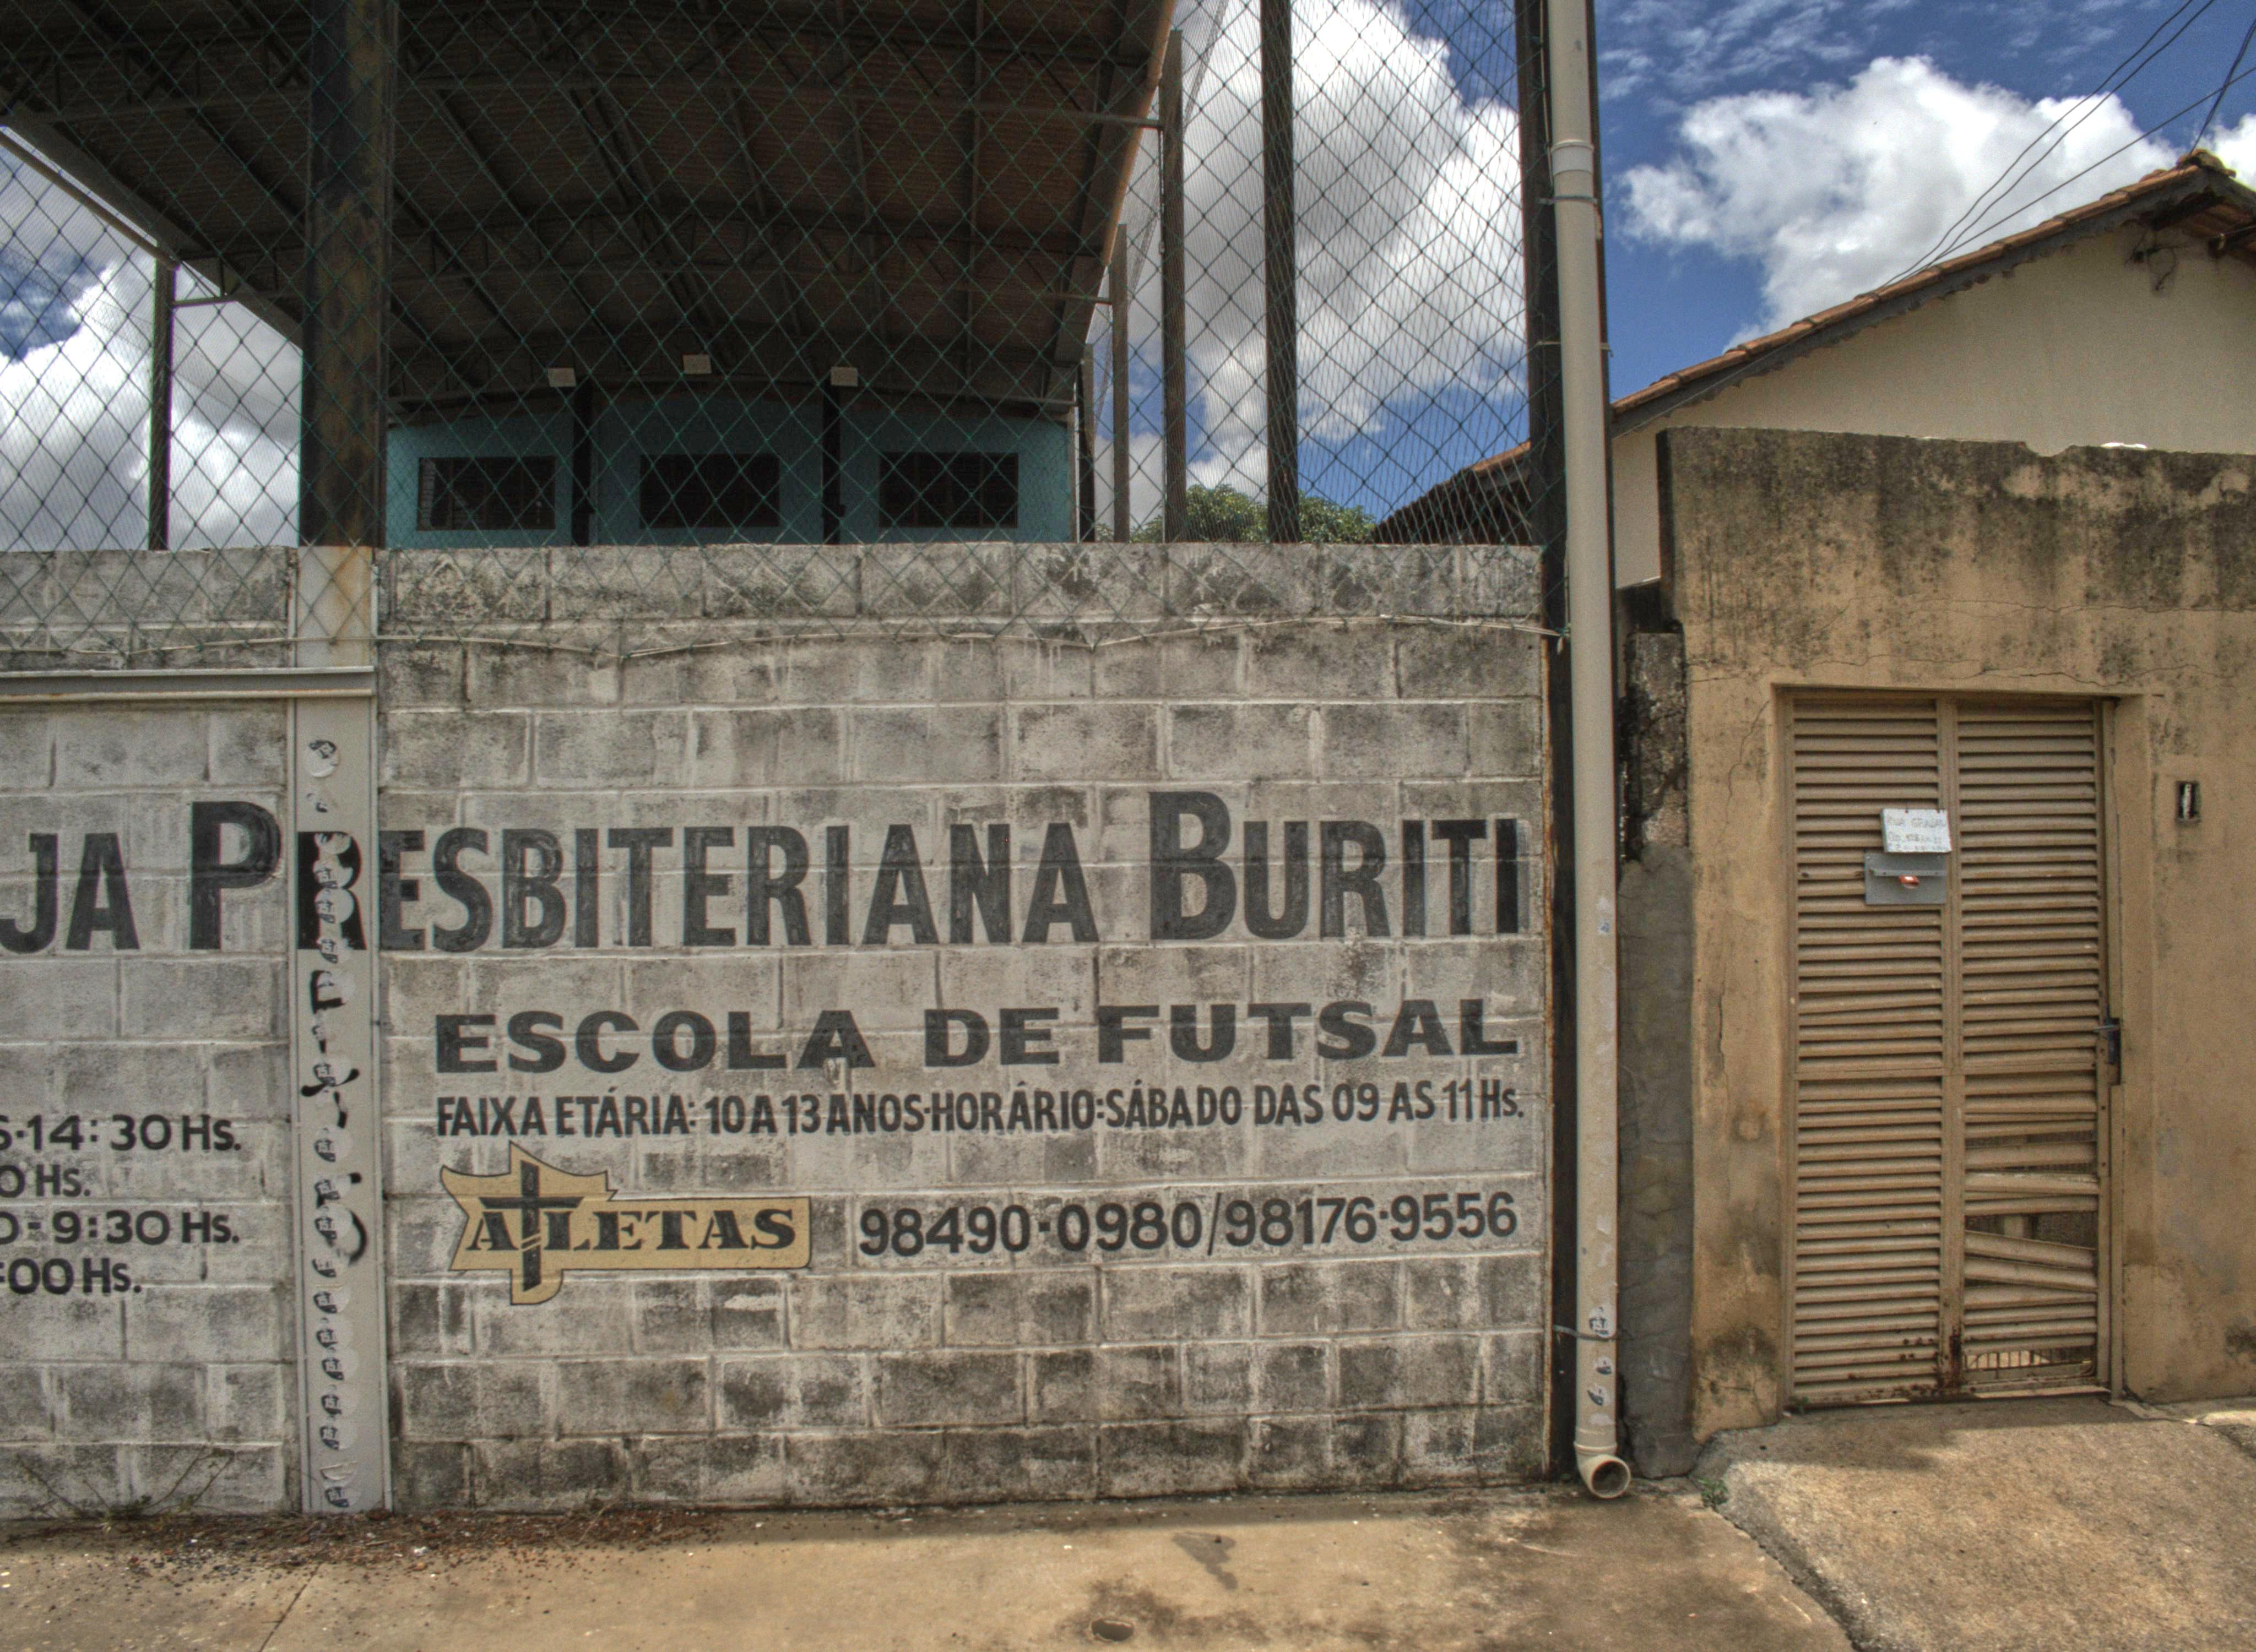 JA PRESBITERIANA BURITI
ESCOLA DE FUTSAL
FAIXA ETÁRIA: 10 A 13 ANOS-HORÁRIO:SÁBADO DAS 09 AS 11 Hs.
ATLETAS
98490-0980/98176-9556
S-14:30 Hs.
0 Hs.
0-9:30 Hs.
:00 Hs.